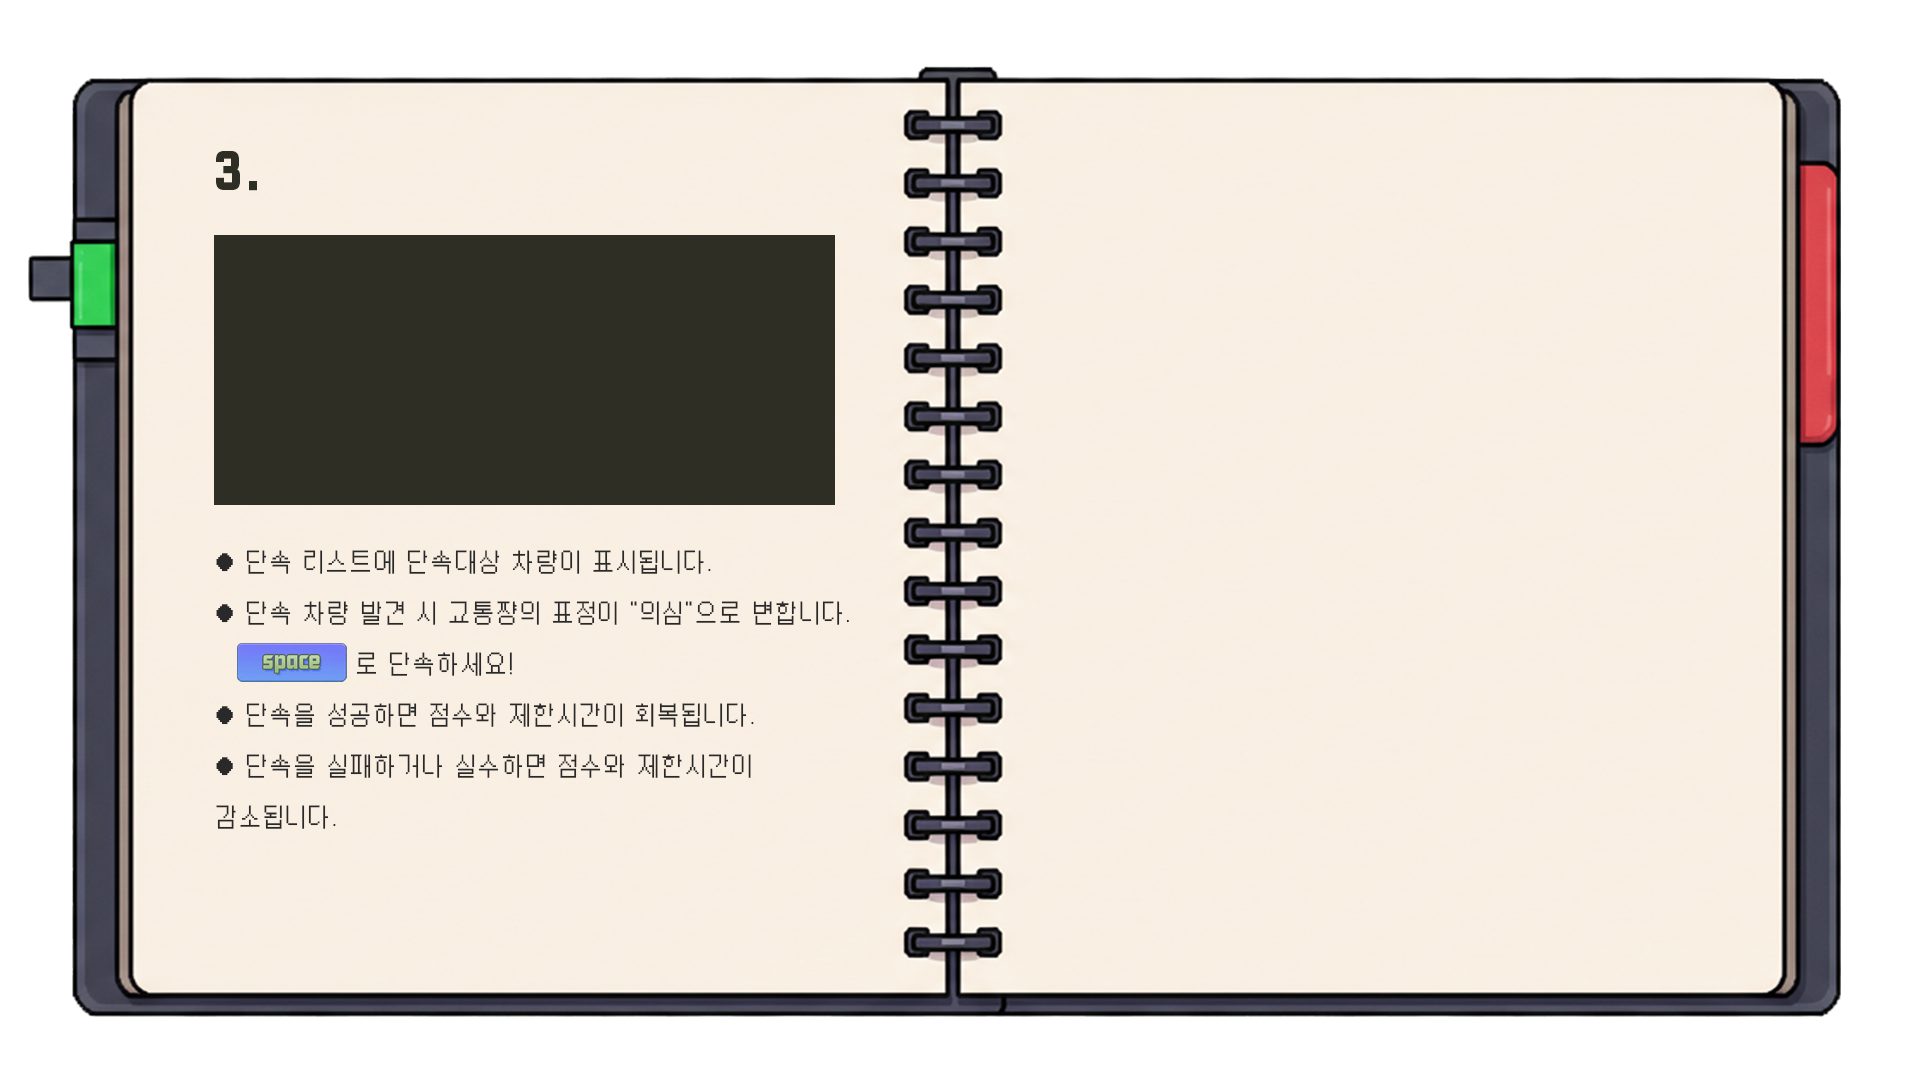 3.
● 단속 리스트에 단속대상 차량이 표시됩니다.
● 단속 차량 발견 시 교통짱의 표정이 "의심"으로 변합니다.
space 로 단속하세요!
● 단속을 성공하면 점수와 제한시간이 회복됩니다.
● 단속을 실패하거나 실수하면 점수와 제한시간이
감소됩니다.